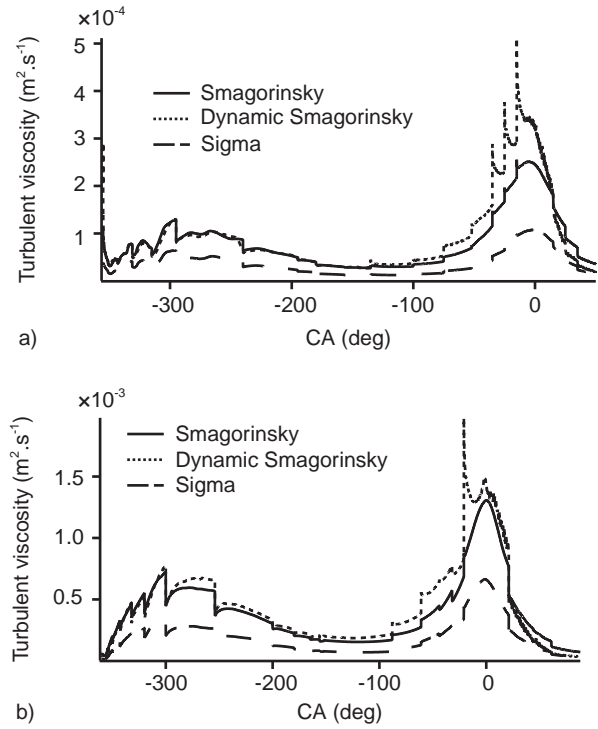 ×10⁻⁴
Turbulent viscosity (m².s⁻¹)
5
4
3
2
1
Smagorinsky
Dynamic Smagorinsky
Sigma
-300 -200 -100 0
a) CA (deg)
×10⁻³
Turbulent viscosity (m².s⁻¹)
1.5
1.0
0.5
Smagorinsky
Dynamic Smagorinsky
Sigma
-300 -200 -100 0
b) CA (deg)